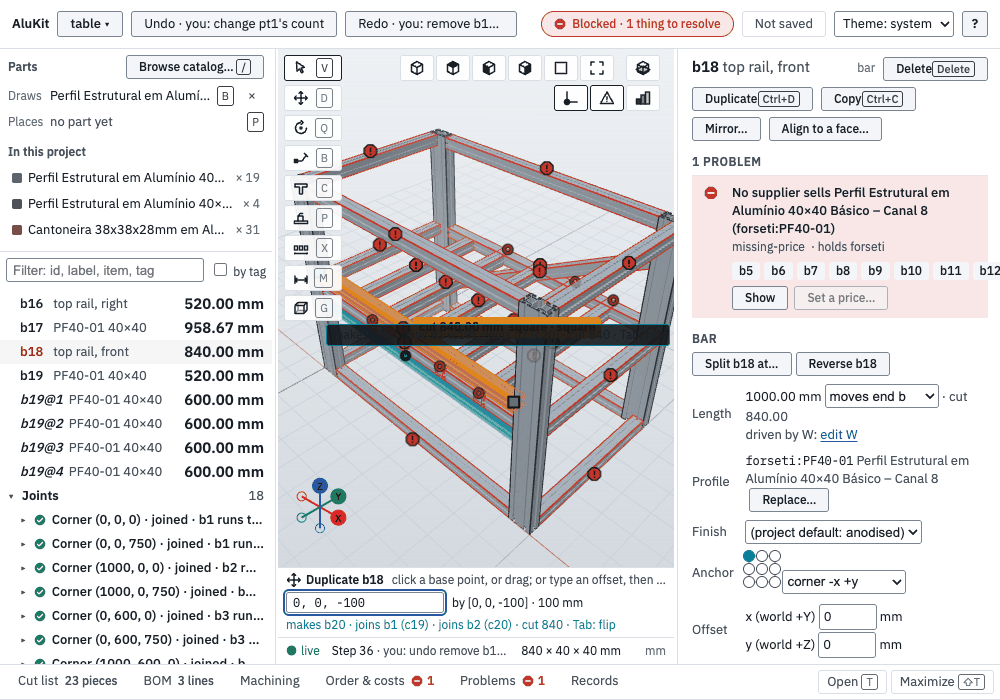 AluKit table ▾ Undo · you: change pt1's count Redo · you: remove b1... Blocked · 1 thing to resolve Not saved Theme: system ?
Parts Browse catalog... /
Draws Perfil Estrutural em Alumí... B ×
Places no part yet P
In this project
Perfil Estrutural em Alumínio 40... × 19
Perfil Estrutural em Alumínio 40×... × 4
Cantoneira 38x38x28mm em Al... × 31
Filter: id, label, item, tag by tag
b16 top rail, right 520.00 mm
b17 PF40-01 40×40 958.67 mm
b18 top rail, front 840.00 mm
b19 PF40-01 40×40 520.00 mm
b19@1 PF40-01 40×40 600.00 mm
b19@2 PF40-01 40×40 600.00 mm
b19@3 PF40-01 40×40 600.00 mm
b19@4 PF40-01 40×40 600.00 mm
Joints 18
Corner (0, 0, 0) · joined · b1 runs t...
Corner (0, 0, 750) · joined · b1 run...
Corner (1000, 0, 0) · joined · b2 r...
Corner (1000, 0, 750) · joined · b...
Corner (0, 600, 0) · joined · b3 run...
Corner (0, 600, 750) · joined · b3 ...
Corner (1000, 600, 0) · joined · b...
V
D
Q
B
C
P
X
M
G
Z
Y
X
Duplicate b18 click a base point, or drag; or type an offset, then ...
0, 0, -100 by [0, 0, -100] · 100 mm
makes b20 · joins b1 (c19) · joins b2 (c20) · cut 840 · Tab: flip
live Step 36 · you: undo remove b1... 840 × 40 × 40 mm mm
b18 top rail, front bar Delete Delete
Duplicate Ctrl+D Copy Ctrl+C
Mirror... Align to a face...
1 PROBLEM
No supplier sells Perfil Estrutural em
Alumínio 40×40 Básico – Canal 8
(forseti:PF40-01)
missing-price · holds forseti
b5 b6 b7 b8 b9 b10 b11 b12
Show Set a price...
BAR
Split b18 at... Reverse b18
Length 1000.00 mm moves end b · cut
840.00
driven by W: edit W
Profile forseti:PF40-01 Perfil Estrutural em
Alumínio 40×40 Básico – Canal 8
Replace...
Finish (project default: anodised)
Anchor corner -x +y
Offset x (world +Y) 0 mm
y (world +Z) 0 mm
Cut list 23 pieces BOM 3 lines Machining Order & costs 1 Problems 1 Records Open T Maximize ⇧T